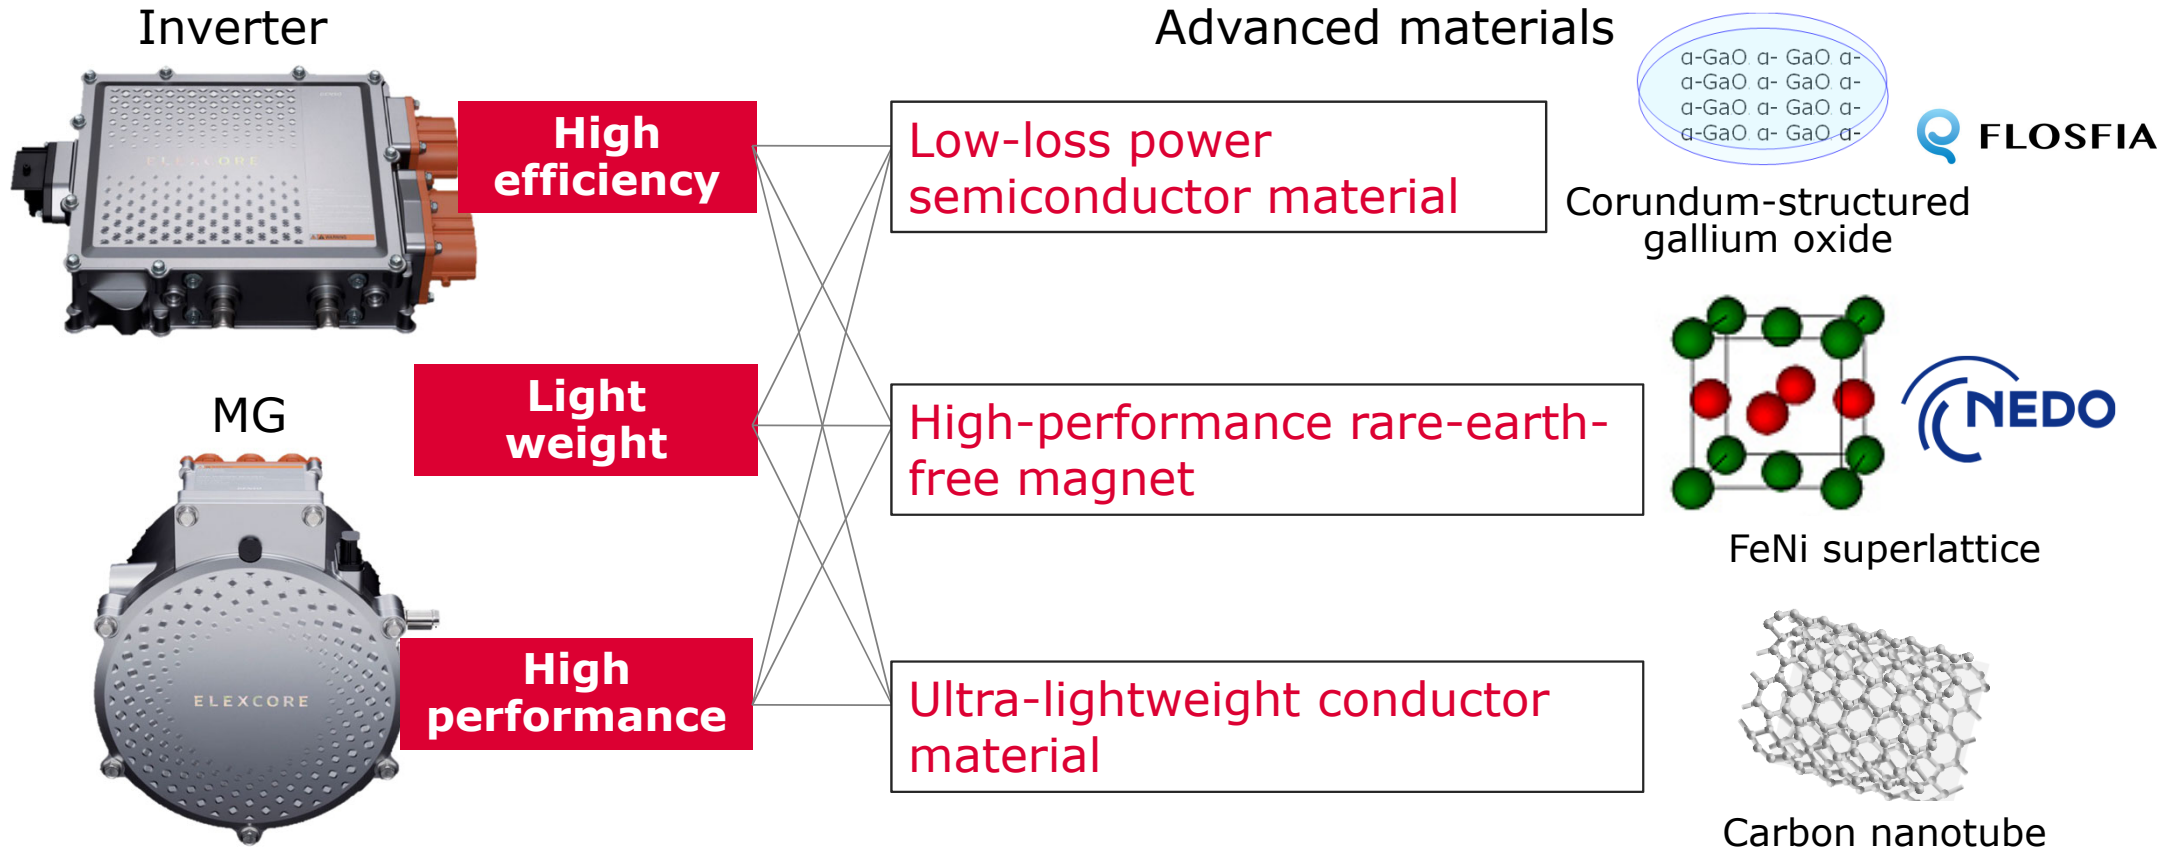 Inverter
Advanced materials
α-GaO. α- GaO. α-
α-GaO. α- GaO. α-
α-GaO. α- GaO. α-
α-GaO. α- GaO. α-
FLOSFIA
ELEXCORE
High
efficiency
Low-loss power
semiconductor material
Corundum-structured
gallium oxide
MG
Light
weight
High-performance rare-earth-
free magnet
NEDO
FeNi superlattice
ELEXCORE
High
performance
Ultra-lightweight conductor
material
Carbon nanotube